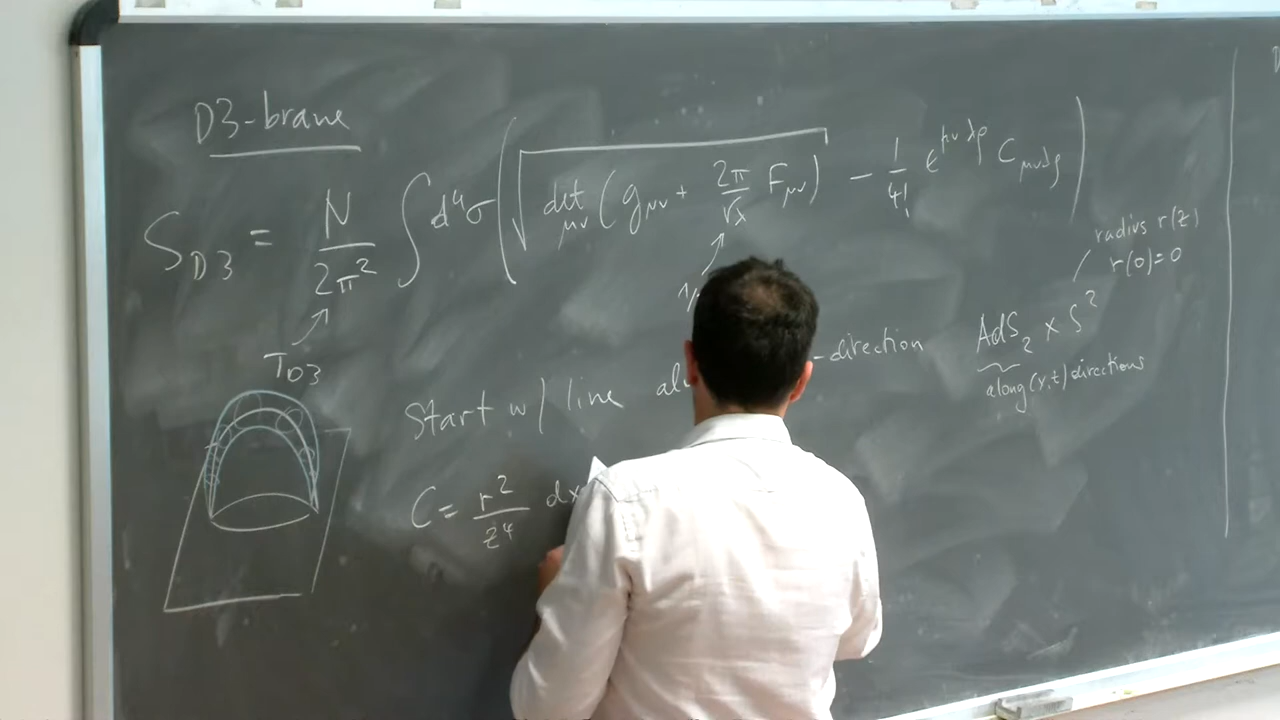 D3-brane
S_D3 = N/2π² ∫ d⁴σ ( √det_μν ( g_μν + 2π/√λ F_μν ) − 1/4! ε^μνλρ C_μνλρ )
T_D3
radius r(z)
r(0)=0
Start w/ line -direction
AdS₂ × S²
along (x,t) directions
C = r²/z⁴ dx